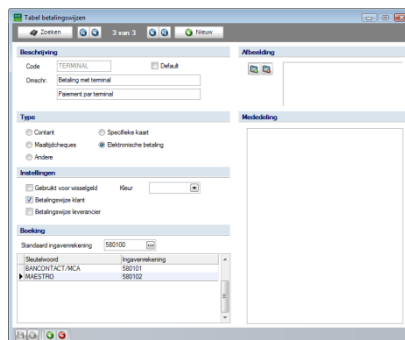 Tabel betalingswijzen
Zoeken 3 van 3 Nieuw
Beschrijving
Code TERMINAL Default
Omschr. Betaling met terminal
Paiement par terminal
Type
Contant Specifieke kaart
Maaltijdcheques Elektronische betaling
Andere
Instellingen
Gebruikt voor wisselgeld Kleur
Betalingswijze klant
Betalingswijze leverancier
Boeking
Standaard ingavenrekening 580100
Sleutelwoord Ingavenrekening
BANCONTACT/MCA 580101
MAESTRO 580102
Afbeelding
Mededeling